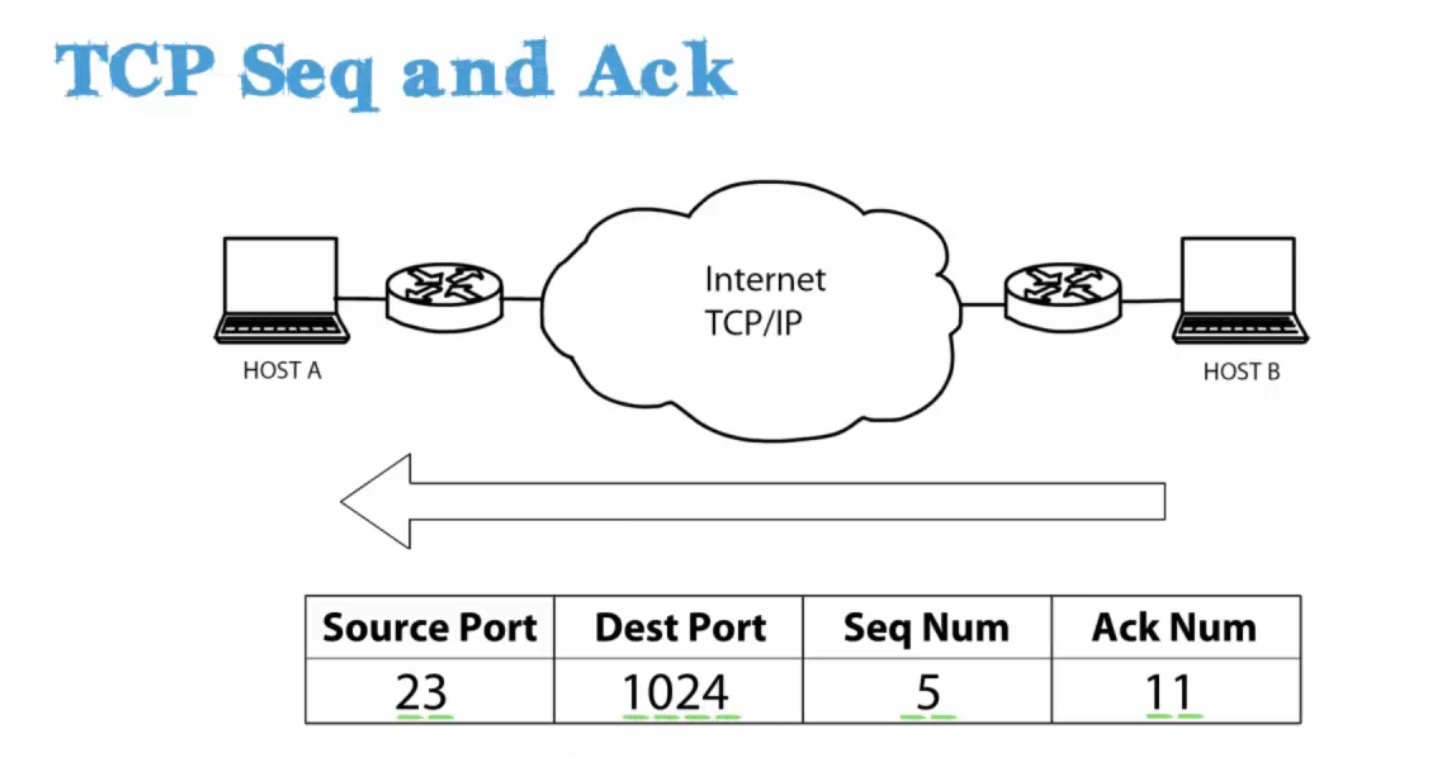 TCP Seq and Ack
Internet
TCP/IP
HOST A
HOST B
Source Port Dest Port Seq Num Ack Num
23 1024 5 11